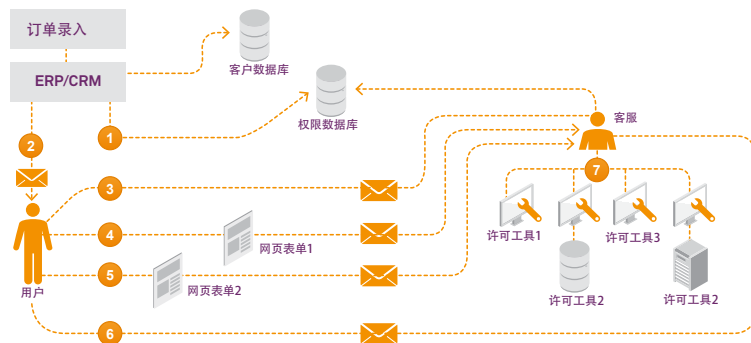 订单录入
ERP/CRM
客户数据库
权限数据库
客服
1
2
3
4
5
6
7
网页表单1
网页表单2
用户
许可工具1
许可工具3
许可工具2
许可工具2